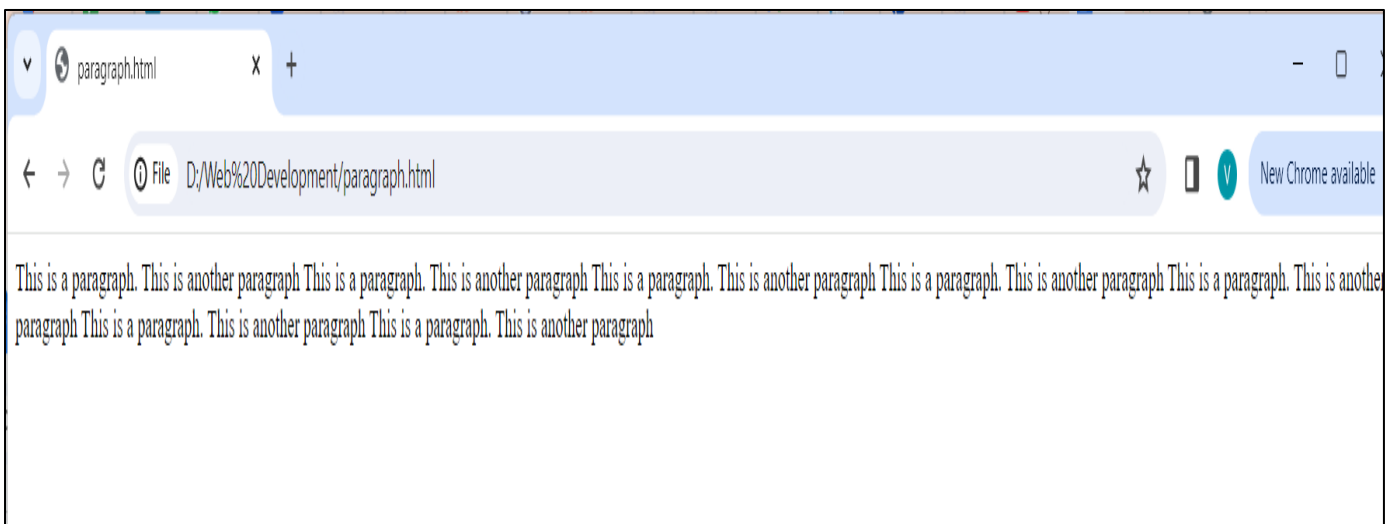 paragraph.html
File D:/Web%20Development/paragraph.html V New Chrome available
This is a paragraph. This is another paragraph This is a paragraph. This is another paragraph This is a paragraph. This is another paragraph This is a paragraph. This is another paragraph This is a paragraph. This is another
paragraph This is a paragraph. This is another paragraph This is a paragraph. This is another paragraph